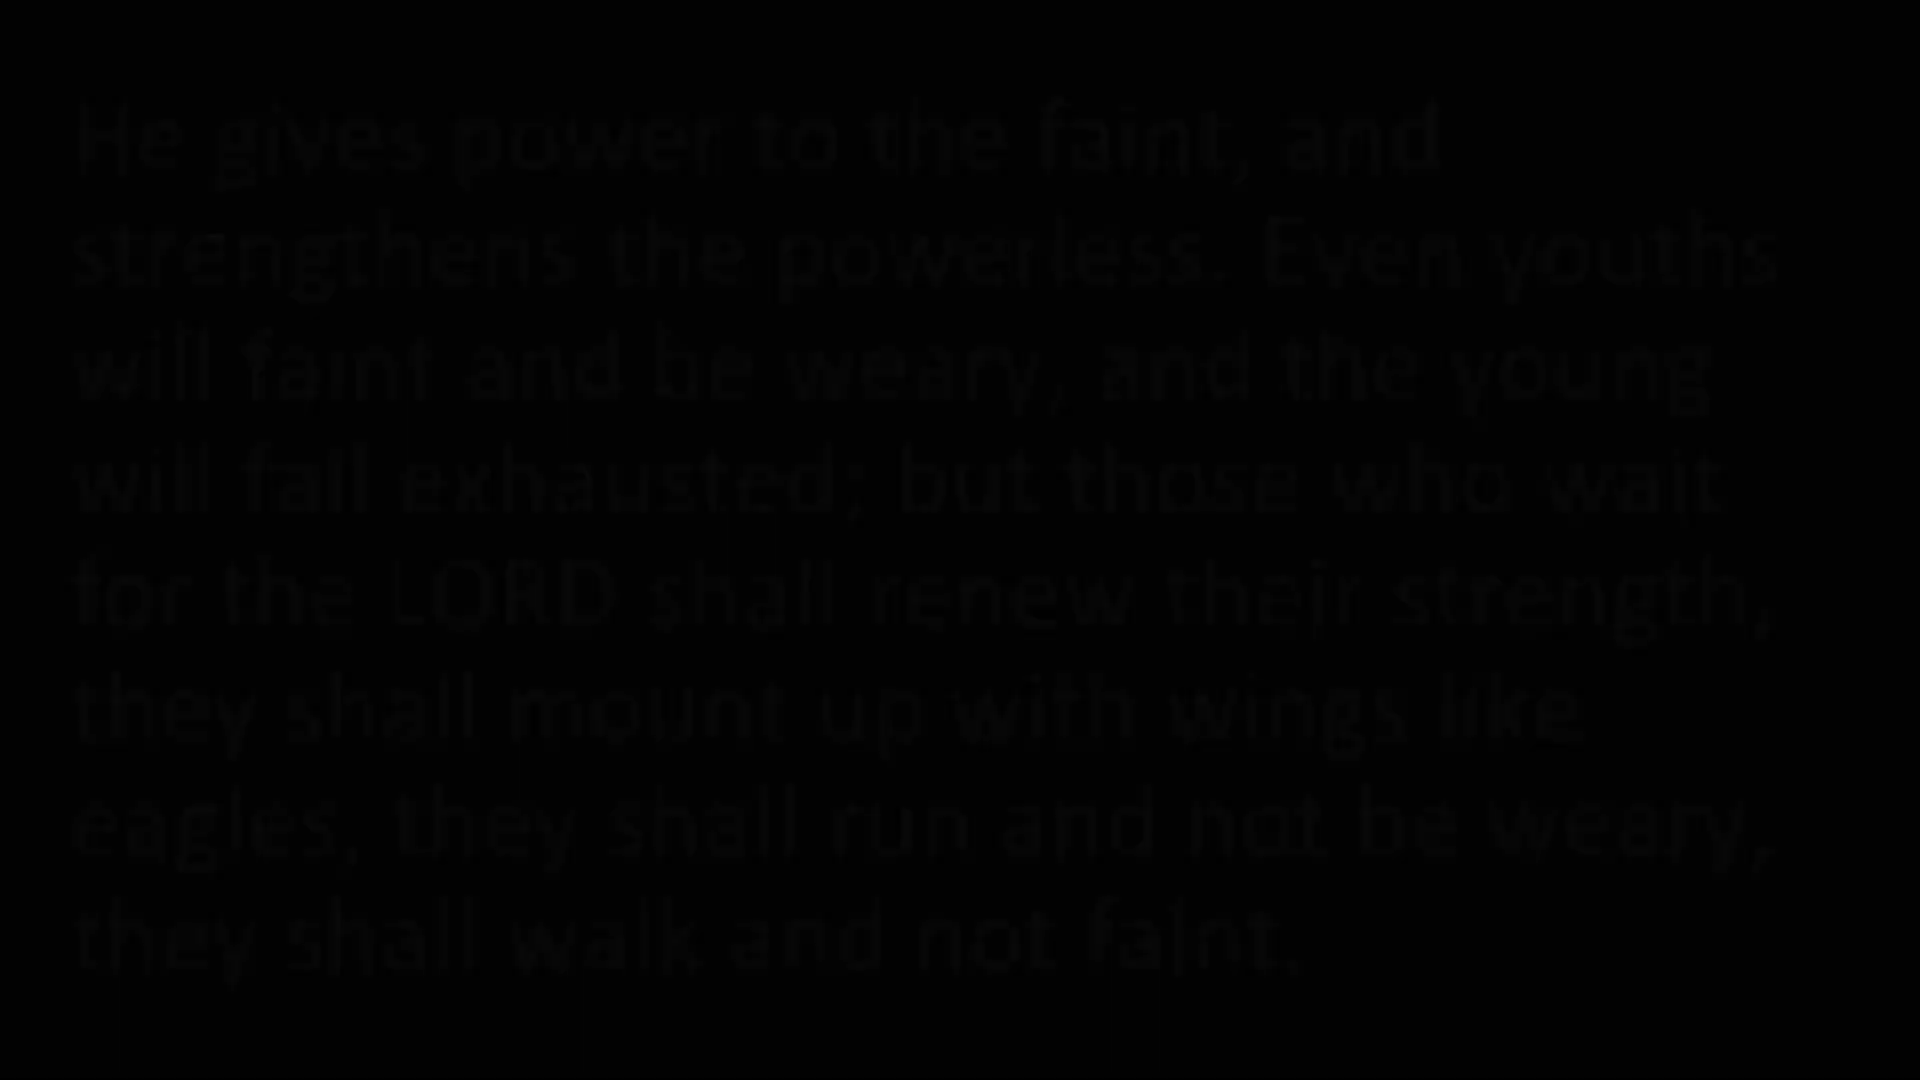 He gives power to the faint, and
strengthens the powerless. Even youths
will faint and be weary, and the young
will fall exhausted; but those who wait
for the LORD shall renew their strength,
they shall mount up with wings like
eagles, they shall run and not be weary,
they shall walk and not faint.